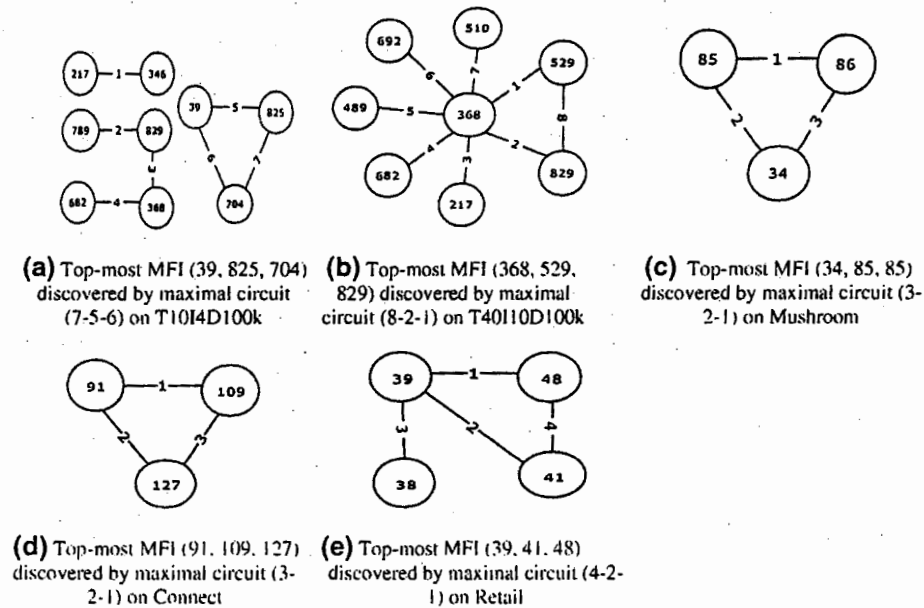 217 1 346
789 2 829
3
682 4 368
39 5 825
6 7
704
692 510 529
6 7 1
489 5 368 8
4 3 2
682 217 829
85 1 86
2 3
34
(a) Top-most MFI (39, 825, 704)
discovered by maximal circuit
(7-5-6) on T10I4D100k
(b) Top-most MFI (368, 529,
829) discovered by maximal
circuit (8-2-1) on T40I10D100k
(c) Top-most MFI (34, 85, 85)
discovered by maximal circuit (3-
2-1) on Mushroom
91 1 109
2 3
127
39 1 48
3 2 4
38 41
(d) Top-most MFI (91, 109, 127)
discovered by maximal circuit (3-
2-1) on Connect
(e) Top-most MFI (39, 41, 48)
discovered by maximal circuit (4-2-
1) on Retail